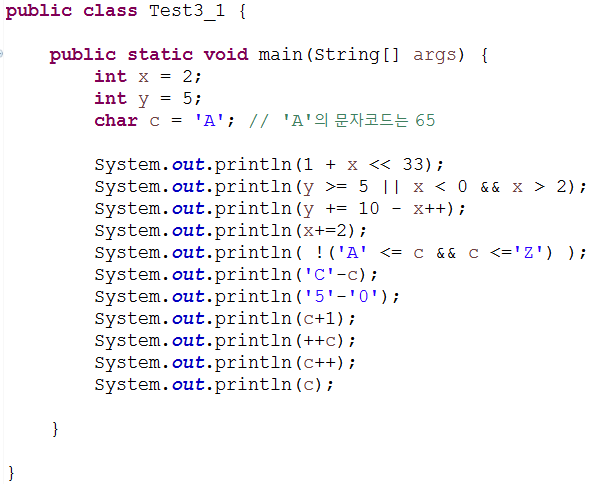 public class Test3_1 {
public static void main(String[] args) {
int x = 2;
int y = 5;
char c = 'A'; // 'A'의 문자코드는 65
System.out.println(1 + x << 33);
System.out.println(y >= 5 || x < 0 && x > 2);
System.out.println(y += 10 - x++);
System.out.println(x+=2);
System.out.println( !('A' <= c && c <='Z') );
System.out.println('C'-c);
System.out.println('5'-'0');
System.out.println(c+1);
System.out.println(++c);
System.out.println(c++);
System.out.println(c);
}
}